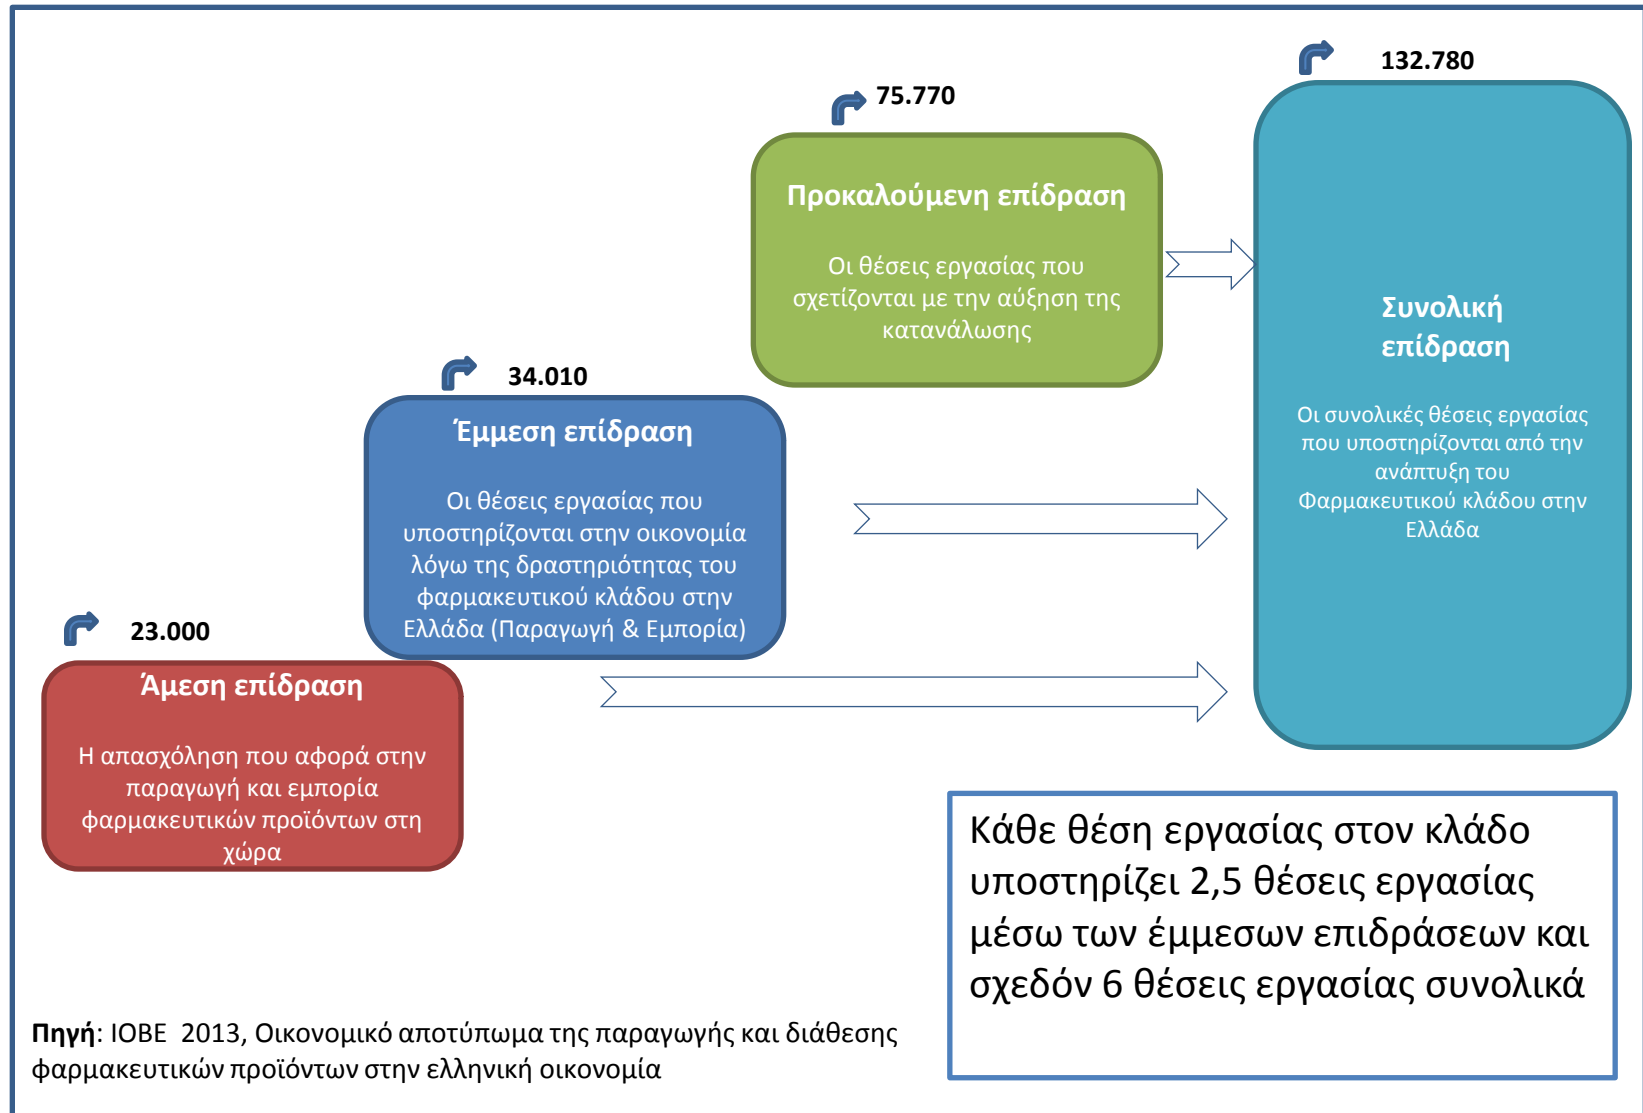 132.780
75.770
Προκαλούμενη επίδραση
Οι θέσεις εργασίας που
σχετίζονται με την αύξηση της
κατανάλωσης
Συνολική
επίδραση
Οι συνολικές θέσεις εργασίας
που υποστηρίζονται από την
ανάπτυξη του
Φαρμακευτικού κλάδου στην
Ελλάδα
34.010
Έμμεση επίδραση
Οι θέσεις εργασίας που
υποστηρίζονται στην οικονομία
λόγω της δραστηριότητας του
φαρμακευτικού κλάδου στην
Ελλάδα (Παραγωγή & Εμπορία)
23.000
Άμεση επίδραση
Η απασχόληση που αφορά στην
παραγωγή και εμπορία
φαρμακευτικών προϊόντων στη
χώρα
Κάθε θέση εργασίας στον κλάδο
υποστηρίζει 2,5 θέσεις εργασίας
μέσω των έμμεσων επιδράσεων και
σχεδόν 6 θέσεις εργασίας συνολικά
Πηγή: ΙΟΒΕ 2013, Οικονομικό αποτύπωμα της παραγωγής και διάθεσης
φαρμακευτικών προϊόντων στην ελληνική οικονομία